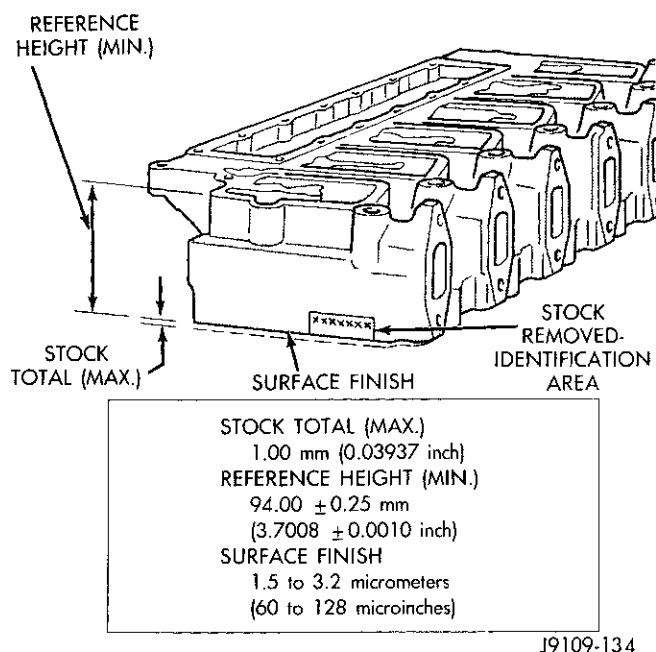 REFERENCE
HEIGHT (MIN.)
STOCK
TOTAL (MAX.)
SURFACE FINISH
xxxxxxx
STOCK
REMOVED-
IDENTIFICATION
AREA
STOCK TOTAL (MAX.)
1.00 mm (0.03937 inch)
REFERENCE HEIGHT (MIN.)
94.00 ±0.25 mm
(3.7008 ±0.0010 inch)
SURFACE FINISH
1.5 to 3.2 micrometers
(60 to 128 microinches)
J9109-134